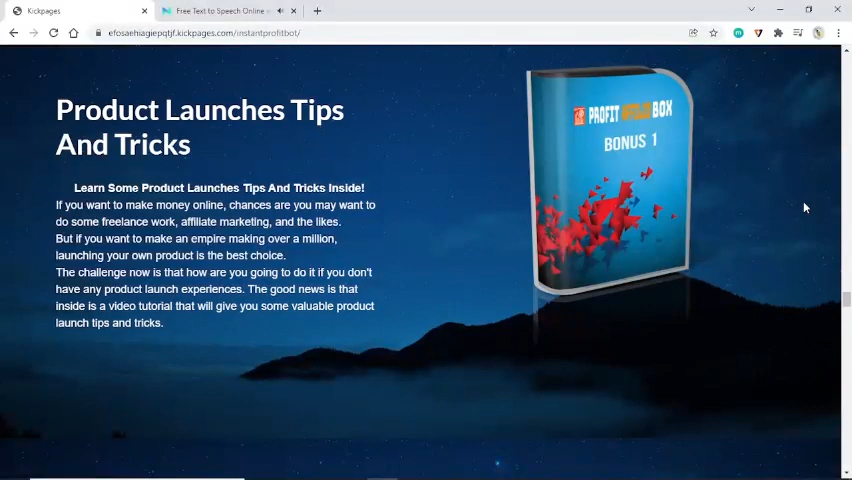 Kickpages
Free Text to Speech Online
efosaehiagiepqtjf.kickpages.com/instantprofitbot/
Product Launches Tips
And Tricks
Learn Some Product Launches Tips And Tricks Inside!
If you want to make money online, chances are you may want to
do some freelance work, affiliate marketing, and the likes.
But if you want to make an empire making over a million,
launching your own product is the best choice.
The challenge now is that how are you going to do it if you don't
have any product launch experiences. The good news is that
inside is a video tutorial that will give you some valuable product
launch tips and tricks.
PROFIT BOX
BONUS 1